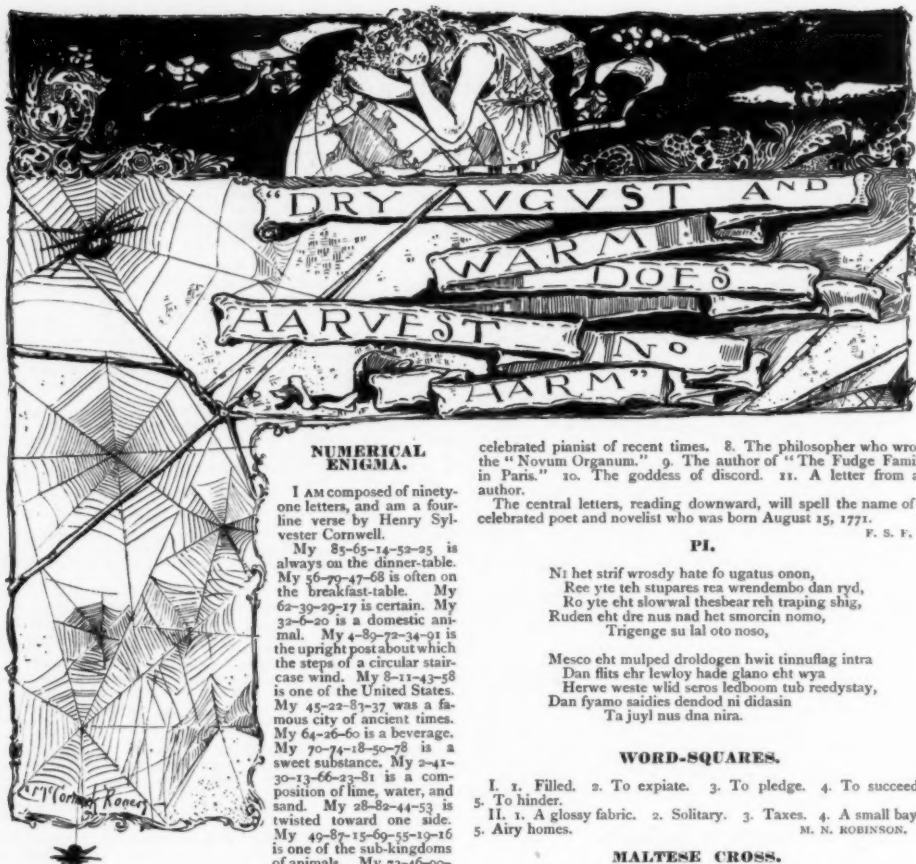 "DRY AVGVST AND
WARM
DOES
HARVEST
NO
HARM"
M'Cormick Rogers
NUMERICAL
ENIGMA.
I AM composed of ninety-
one letters, and am a four-
line verse by Henry Syl-
vester Cornwell.
My 85–65–14–52–25 is
always on the dinner-table.
My 56–79–47–68 is often on
the breakfast-table. My
62–39–29–17 is certain. My
32–6–20 is a domestic ani-
mal. My 4–89–72–34–91 is
the upright post about which
the steps of a circular stair-
case wind. My 8–11–43–58
is one of the United States.
My 45–22–83–37 was a fa-
mous city of ancient times.
My 64–26–60 is a beverage.
My 70–74–18–50–78 is a
sweet substance. My 2–41–
30–13–66–23–81 is a com-
position of lime, water, and
sand. My 28–82–44–53 is
twisted toward one side.
My 49–87–15–69–55–19–16
is one of the sub-kingdoms
of animals. My
celebrated pianist of recent times. 8. The philosopher who wro
the "Novum Organum." 9. The author of "The Fudge Fami
in Paris." 10. The goddess of discord. 11. A letter from
author.
The central letters, reading downward, will spell the name of
celebrated poet and novelist who was born August 15, 1771.
F. S. F.
PI.
NI het strif wrosdy hate fo ugatus onon,
Ree yte teh stupares rea wrendembo dan ryd,
Ro yte eht slowwal thesbear reh traping shig,
Ruden eht dre nus nad het smorcin nomo,
Trigenge su lal oto noso,
Mesco eht mulped droldogen hwit tinnuflag intra
Dan flits ehr lewloy hade glano eht wya
Herwe weste wlid seros ledboom tub reedystay,
Dan fyamo saidies dendod ni didasin
Ta juyl nus dna nira.
WORD-SQUARES.
I. 1. Filled. 2. To expiate. 3. To pledge. 4. To succeed
5. To hinder.
II. 1. A glossy fabric. 2. Solitary. 3. Taxes. 4. A small bay
5. Airy homes.
M. N. ROBINSON.
MALTESE CROSS.